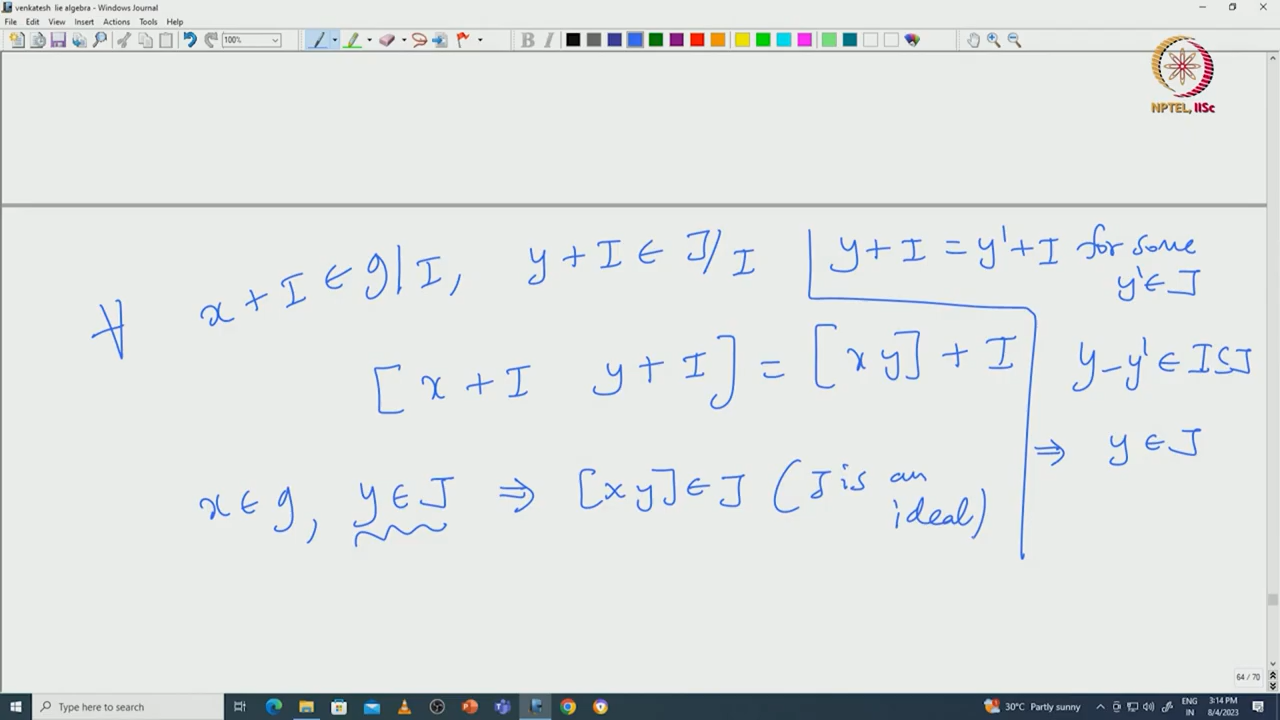 venkatesh lie algebra - Windows Journal
File Edit View Insert Actions Tools Help
100%
NPTEL, IISc
∀ x + I ∈ g|I, y + I ∈ J/I
[x + I y + I] = [x y] + I
x ∈ g, y ∈ J ⇒ [x y] ∈ J (J is an
ideal)
y + I = y' + I for some
y' ∈ J
y - y' ∈ I ⊆ J
⇒ y ∈ J
64 / 70
Type here to search
30°C Partly sunny
ENG
IN
3:14 PM
8/4/2023